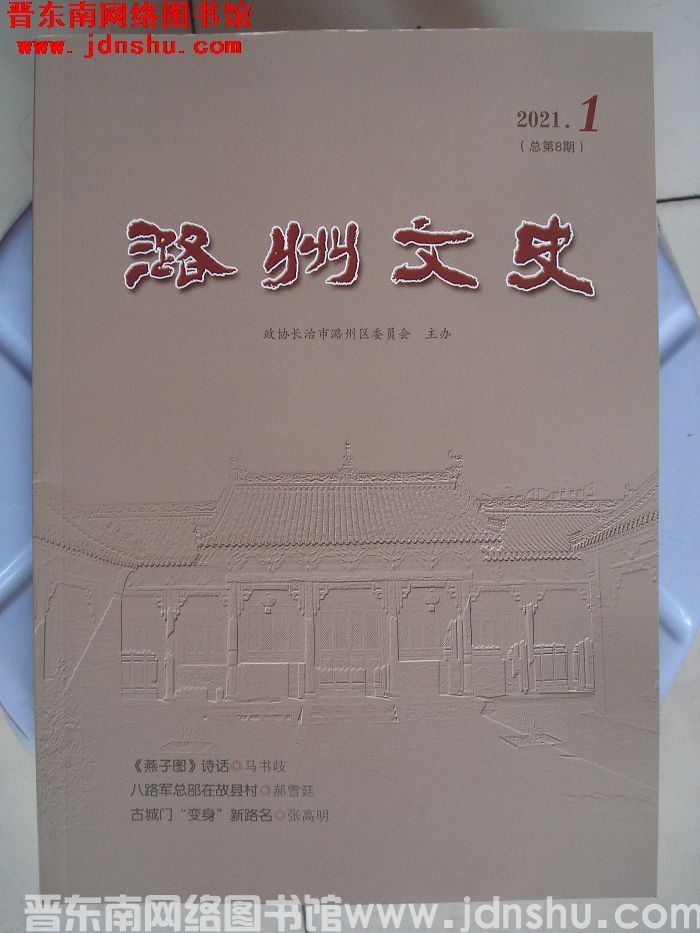 晋东南网络图书馆
www.jdnshu.com
2021.1
(总第8期)
潞州文史
政协长治市潞州区委员会 主办
《燕子图》诗话◎马书岐
八路军总部在故县村◎郝雪廷
古城门“变身”新路名◎张高明
晋东南网络图书馆www.jdnshu.com